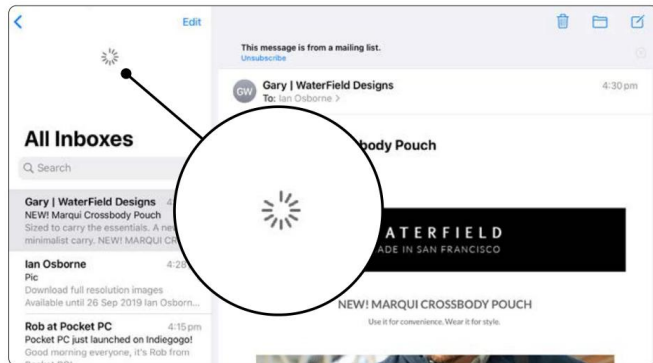 Edit
All Inboxes
Search
Gary | WaterField Designs
NEW! Marqui Crossbody Pouch
Sized to carry the essentials. A
minimalist carry. NEW! MARQUI
Ian Osborne
4:28
Pic
Download full resolution images
Available until 26 Sep 2019 Ian Osborn...
Rob at Pocket PC
4:15 pm
Pocket PC just launched on Indiegogo!
Good morning everyone, it's Rob from
This message is from a mailing list.
Unsubscribe
GW
Gary | WaterField Designs
4:30 pm
To: Ian Osborne >
body Pouch
ATERFIELD
ADE IN SAN FRANCISCO
NEW! MARQUI CROSSBODY POUCH
Use it for convenience. Wear it for style.